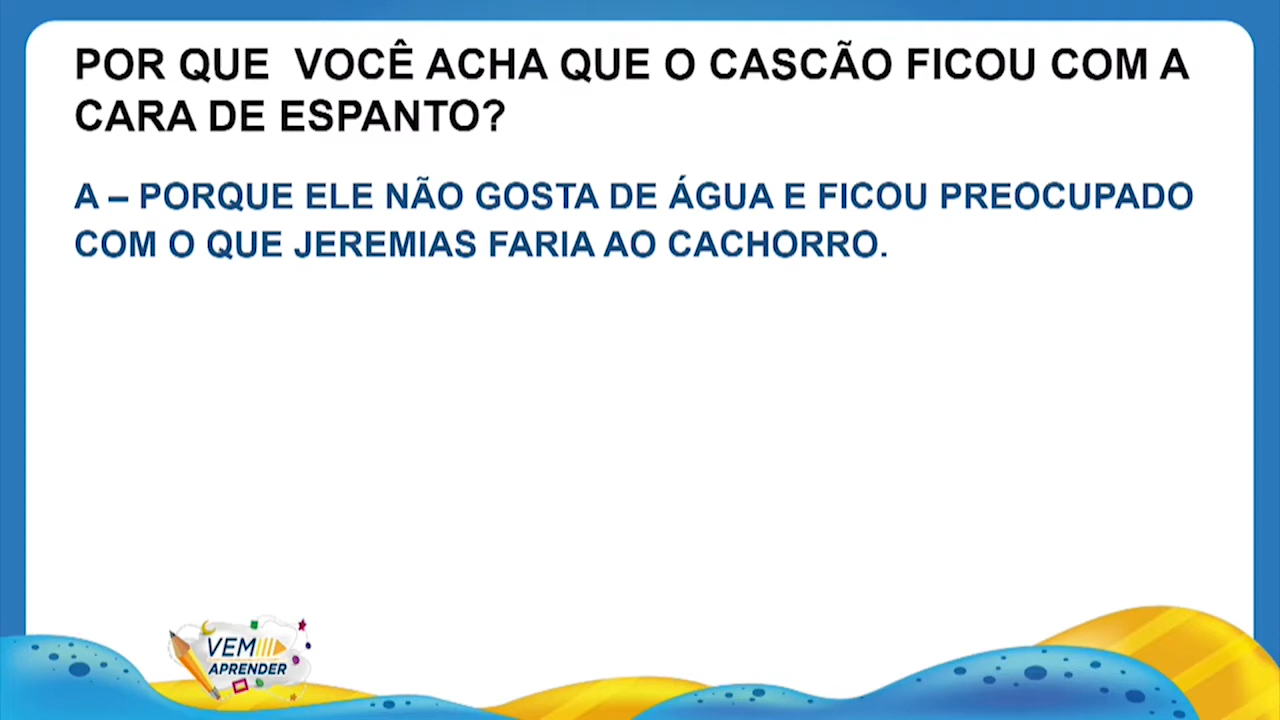 POR QUE VOCÊ ACHA QUE O CASCÃO FICOU COM A
CARA DE ESPANTO?
A – PORQUE ELE NÃO GOSTA DE ÁGUA E FICOU PREOCUPADO
COM O QUE JEREMIAS FARIA AO CACHORRO.
VEM
APRENDER